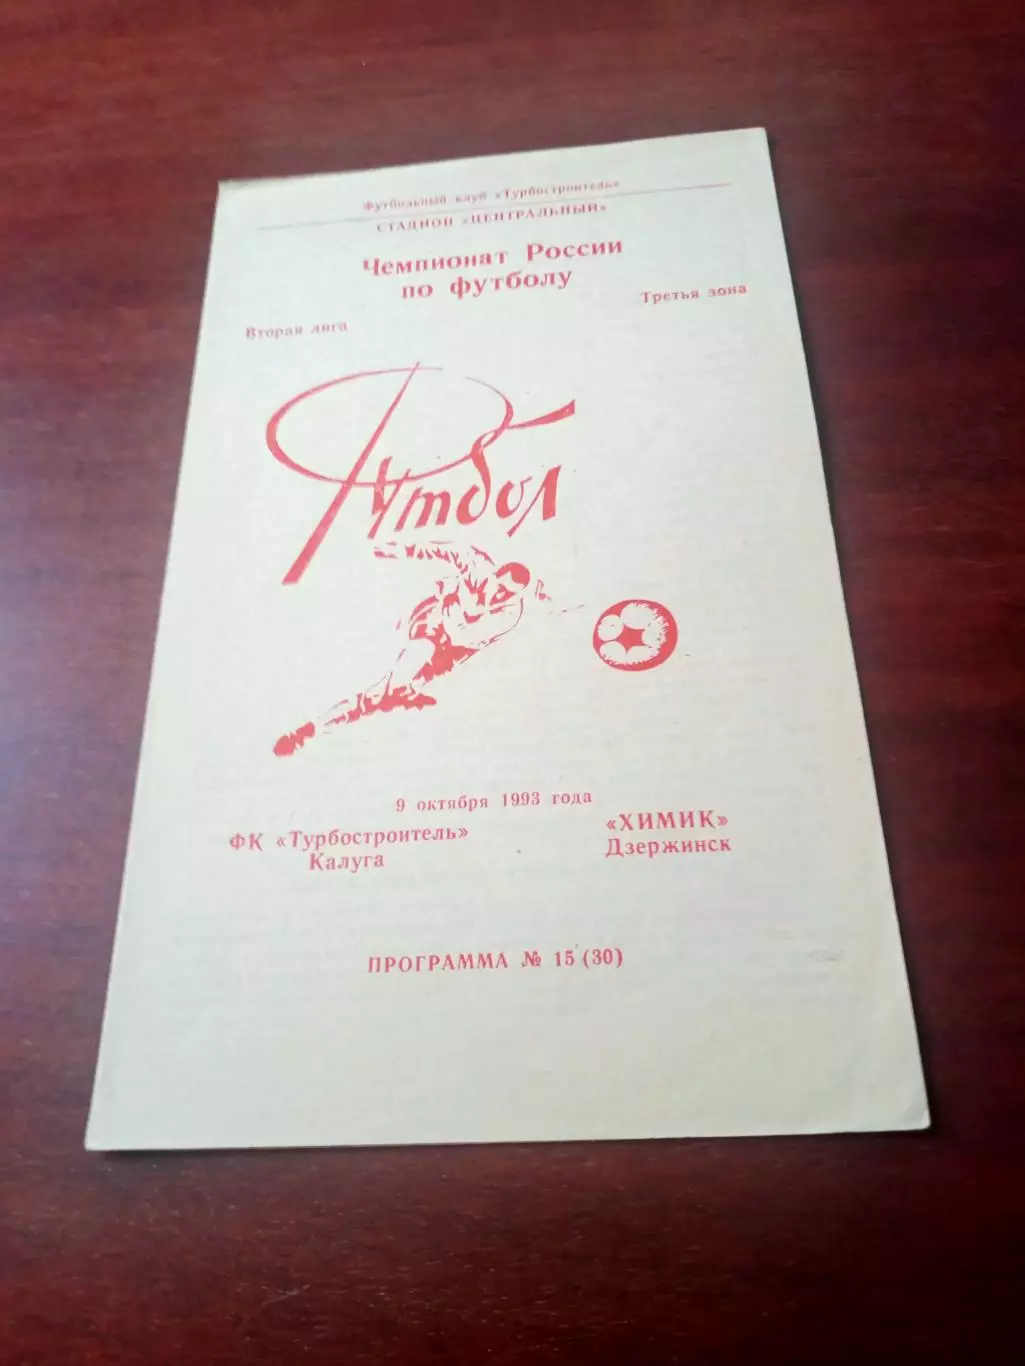 Футбольный клуб «Турбостроитель»
СТАДИОН «ЦЕНТРАЛЬНЫЙ»
Чемпионат России
по футболу
Вторая лига
Третья зона
Футбол
9 октября 1993 года
ФК «Турбостроитель»
Калуга
«ХИМИК»
Дзержинск
ПРОГРАММА № 15 (30)